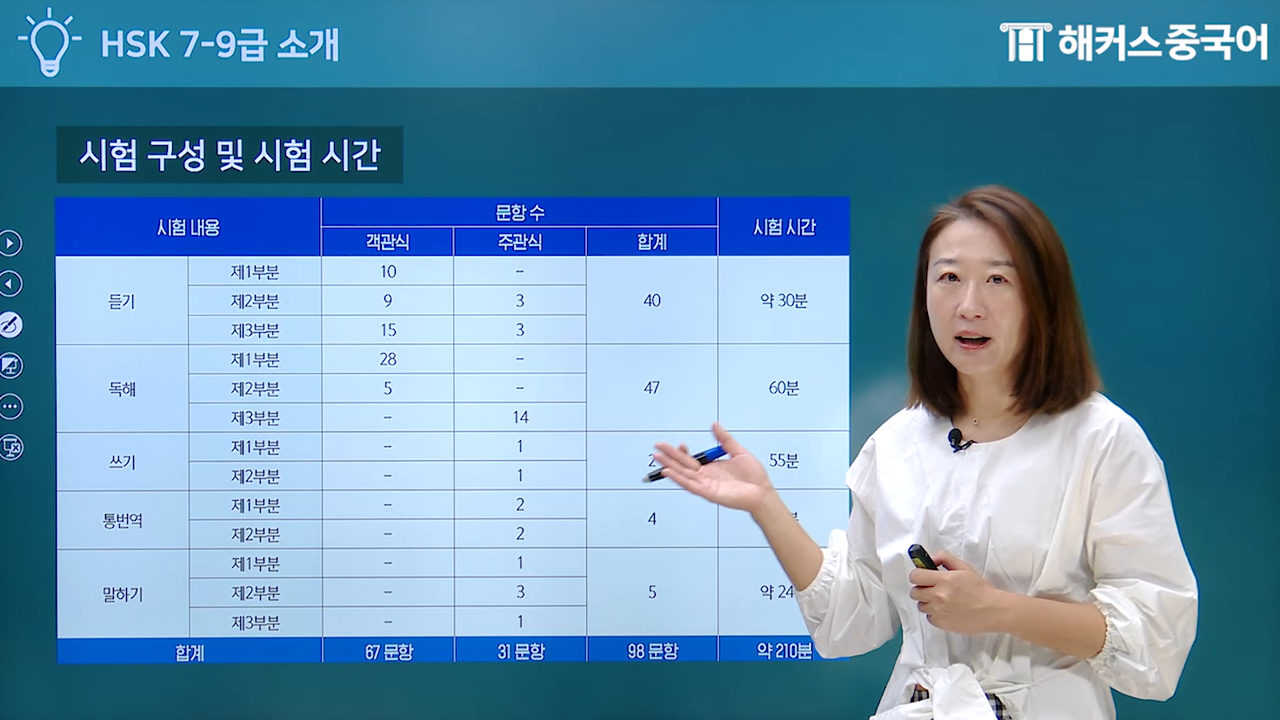 HSK 7-9급 소개
해커스중국어
시험 구성 및 시험 시간
시험 내용 문항 수 시험 시간
객관식 주관식 합계
듣기 제1부분 10 - 40 약 30분
제2부분 9 3
제3부분 15 3
독해 제1부분 28 - 47 60분
제2부분 5 -
제3부분 - 14
쓰기 제1부분 - 1 2 55분
제2부분 - 1
통번역 제1부분 - 2 4
제2부분 - 2
말하기 제1부분 - 1 5 약 24
제2부분 - 3
제3부분 - 1
합계 67 문항 31 문항 98 문항 약 210분